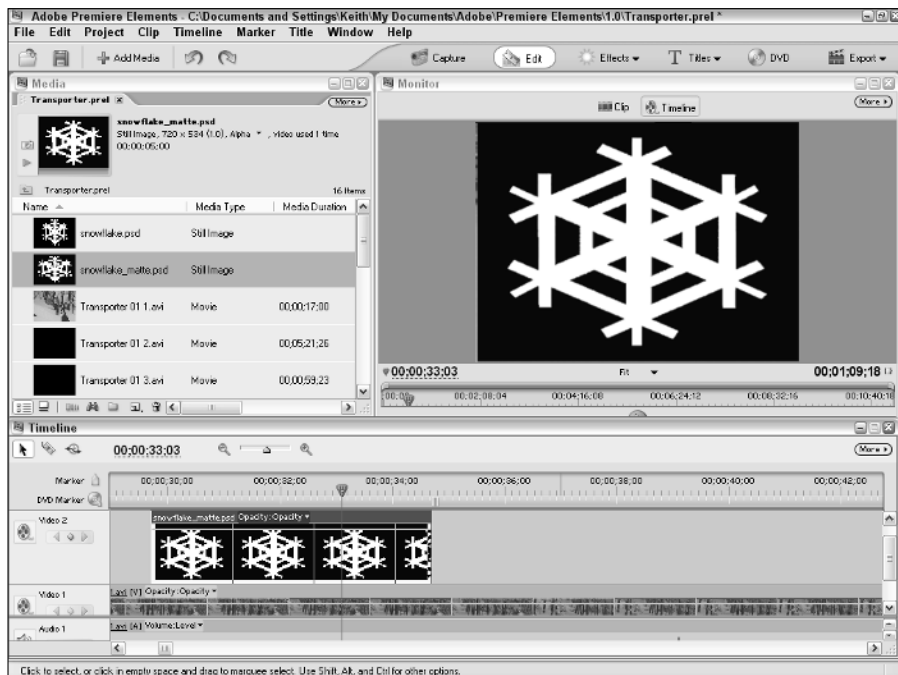 Adobe Premiere Elements - C:\Documents and Settings\Keith\My Documents\Adobe\Premiere Elements\1.0\Transporter.prel *
File Edit Project Clip Timeline Marker Title Window Help
Add Media Capture Edit Effects Titles DVD Export
Media
Transporter.prel More
snowflake_matte.psd
Still Image, 720 x 534 (1.0), Alpha , video used 1 time
00:00:05:00
Transporter.prel 16 Items
Name Media Type Media Duration
snowflake.psd Still Image
snowflake_matte.psd Still Image
Transporter 01 1.avi Movie 00;00;17;00
Transporter 01 2.avi Movie 00;05;21;26
Transporter 01 3.avi Movie 00;00;59;23
Monitor
Clip Timeline More
00;00;33;03 Fit 00;01;09;18
00;00 00;02;08;04 00;04;16;08 00;06;24;12 00;08;32;16 00;10;40;18
Timeline
00;00;33;03 More
Marker 00;00;30;00 00;00;32;00 00;00;34;00 00;00;36;00 00;00;38;00 00;00;40;00 00;00;42;00
DVD Marker
Video 2 snowflake_matte.psd Opacity:Opacity
Video 1 1.avi [V] Opacity:Opacity
Audio 1 1.avi [A] Volume:Level
Click to select, or click in empty space and drag to marquee select. Use Shift, Alt, and Ctrl for other options.